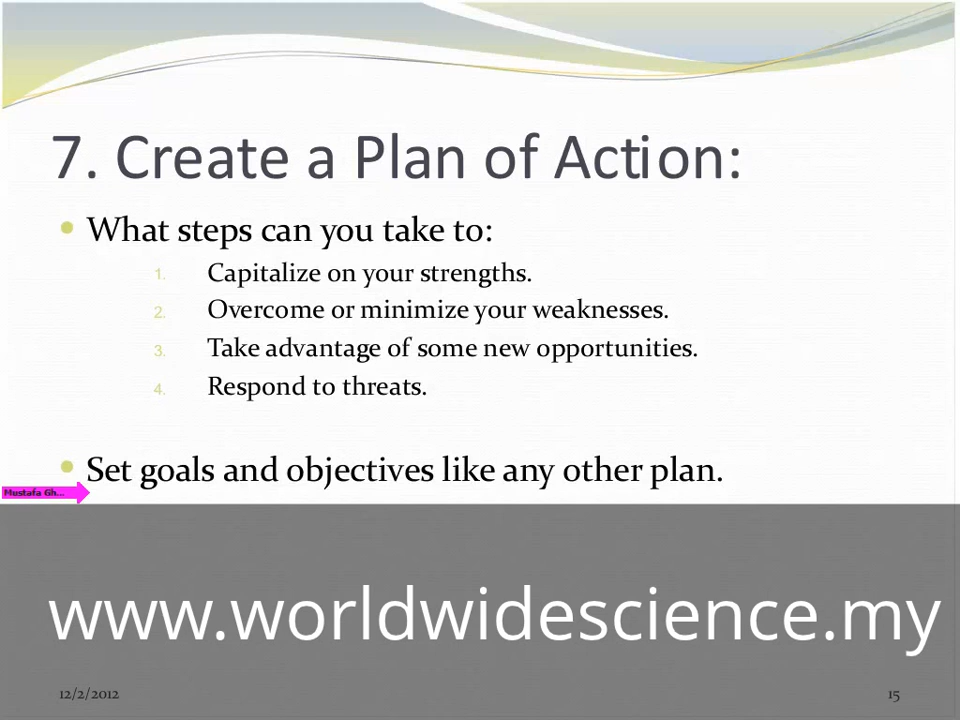 7. Create a Plan of Action:
• What steps can you take to:
1. Capitalize on your strengths.
2. Overcome or minimize your weaknesses.
3. Take advantage of some new opportunities.
4. Respond to threats.
• Set goals and objectives like any other plan.
Mustafa Gh...
www.worldwidescience.my
12/2/2012 15